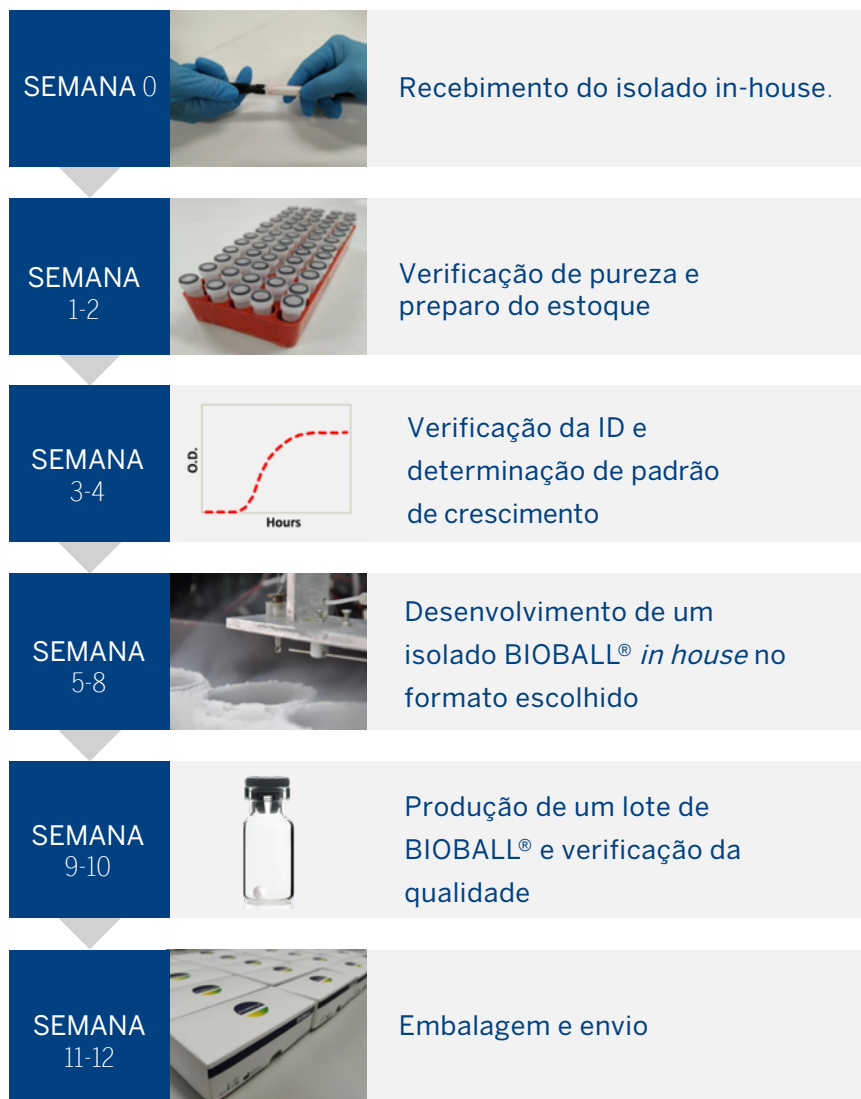 SEMANA 0
Recebimento do isolado in-house.
SEMANA
1-2
Verificação de pureza e
preparo do estoque
SEMANA
3-4
O.D.
Hours
Verificação da ID e
determinação de padrão
de crescimento
SEMANA
5-8
Desenvolvimento de um
isolado BIOBALL® in house no
formato escolhido
SEMANA
9-10
Produção de um lote de
BIOBALL® e verificação da
qualidade
SEMANA
11-12
Embalagem e envio